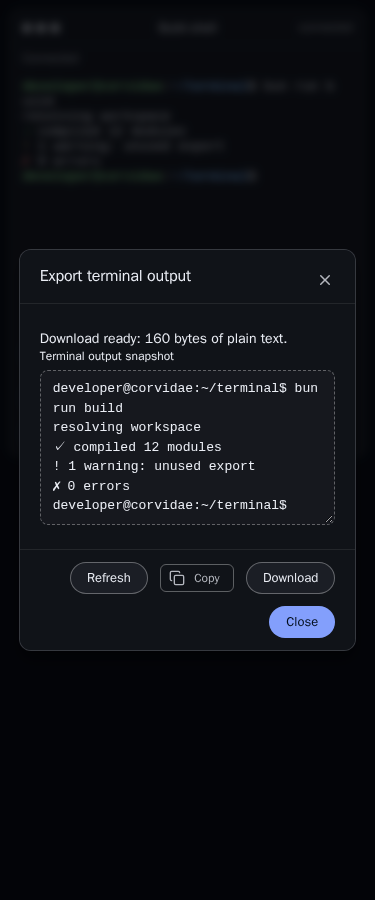 Export terminal output
Download ready: 160 bytes of plain text.
Terminal output snapshot
developer@corvidae:~/terminal$ bun
run build
resolving workspace
✓ compiled 12 modules
! 1 warning: unused export
✗ 0 errors
developer@corvidae:~/terminal$
Refresh
Copy
Download
Close